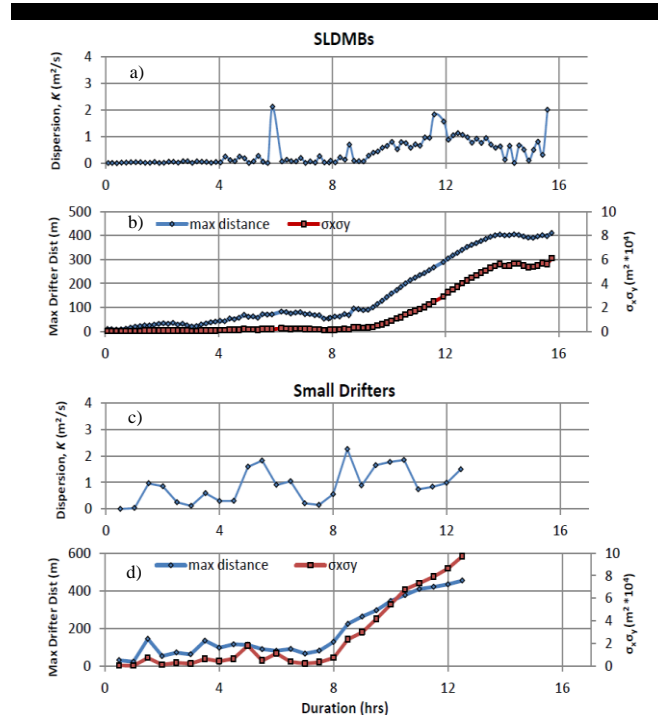 SLDMBs
a)
Dispersion, K (m²/s)
4
3
2
1
0
0 4 8 12 16
b)
max distance σxσy
Max Drifter Dist (m)
500
400
300
200
100
0
10
8
6
4
2
0
σxσy (m² *10⁴)
0 4 8 12 16
Small Drifters
c)
Dispersion, K (m²/s)
4
3
2
1
0
0 4 8 12 16
d)
max distance σxσy
Max Drifter Dist (m)
600
400
200
0
10
8
6
4
2
0
σxσy (m² *10⁴)
0 4 8 12 16
Duration (hrs)